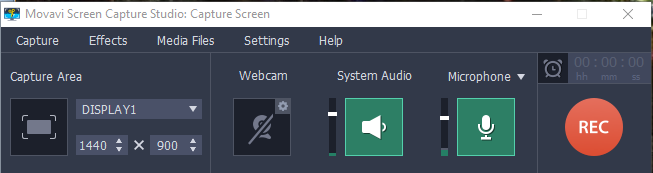 Movavi Screen Capture Studio: Capture Screen
Capture Effects Media Files Settings Help
Capture Area
Webcam
System Audio
Microphone
00 : 00 : 00
hh mm ss
DISPLAY1
1440 × 900
REC